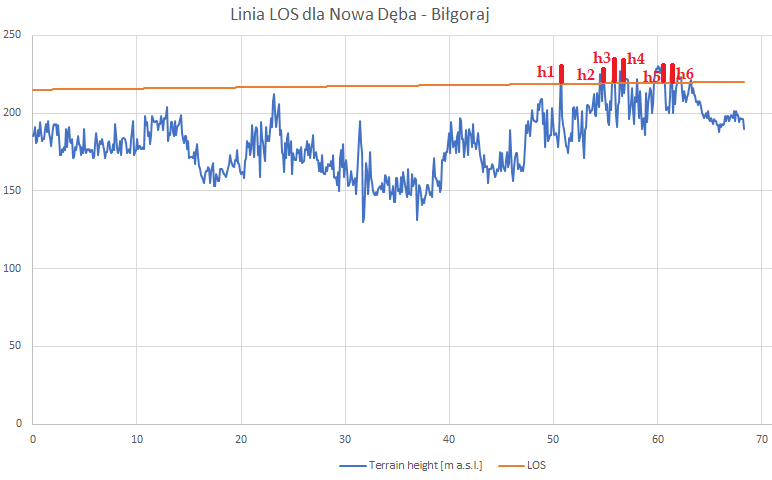 Linia LOS dla Nowa Dęba - Biłgoraj
250
200
150
100
50
0
h1
h2
h3
h4
h5
h6
0 10 20 30 40 50 60 70
Terrain height [m a.s.l.] LOS